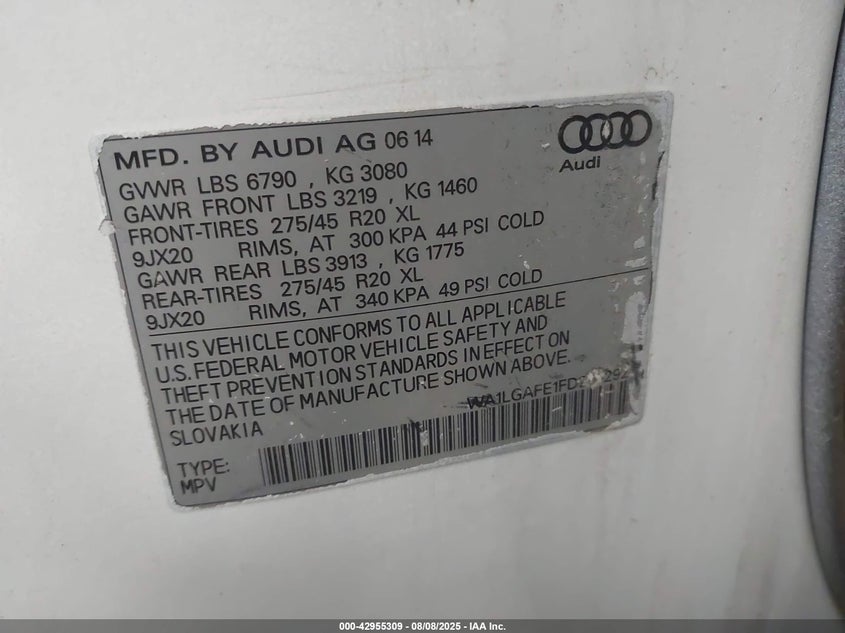 MFD. BY AUDI AG 06 14
Audi
GVWR LBS 6790 , KG 3080
GAWR FRONT LBS 3219 , KG 1460
FRONT-TIRES 275/45 R20 XL
9JX20 RIMS, AT 300 KPA 44 PSI COLD
GAWR REAR LBS 3913 , KG 1775
REAR-TIRES 275/45 R20 XL
9JX20 RIMS, AT 340 KPA 49 PSI COLD
THIS VEHICLE CONFORMS TO ALL APPLICABLE
U.S. FEDERAL MOTOR VEHICLE SAFETY AND
THEFT PREVENTION STANDARDS IN EFFECT ON
THE DATE OF MANUFACTURE SHOWN ABOVE.
SLOVAKIA
TYPE:
MPV
000-42955309 - 08/08/2025 - IAA Inc.